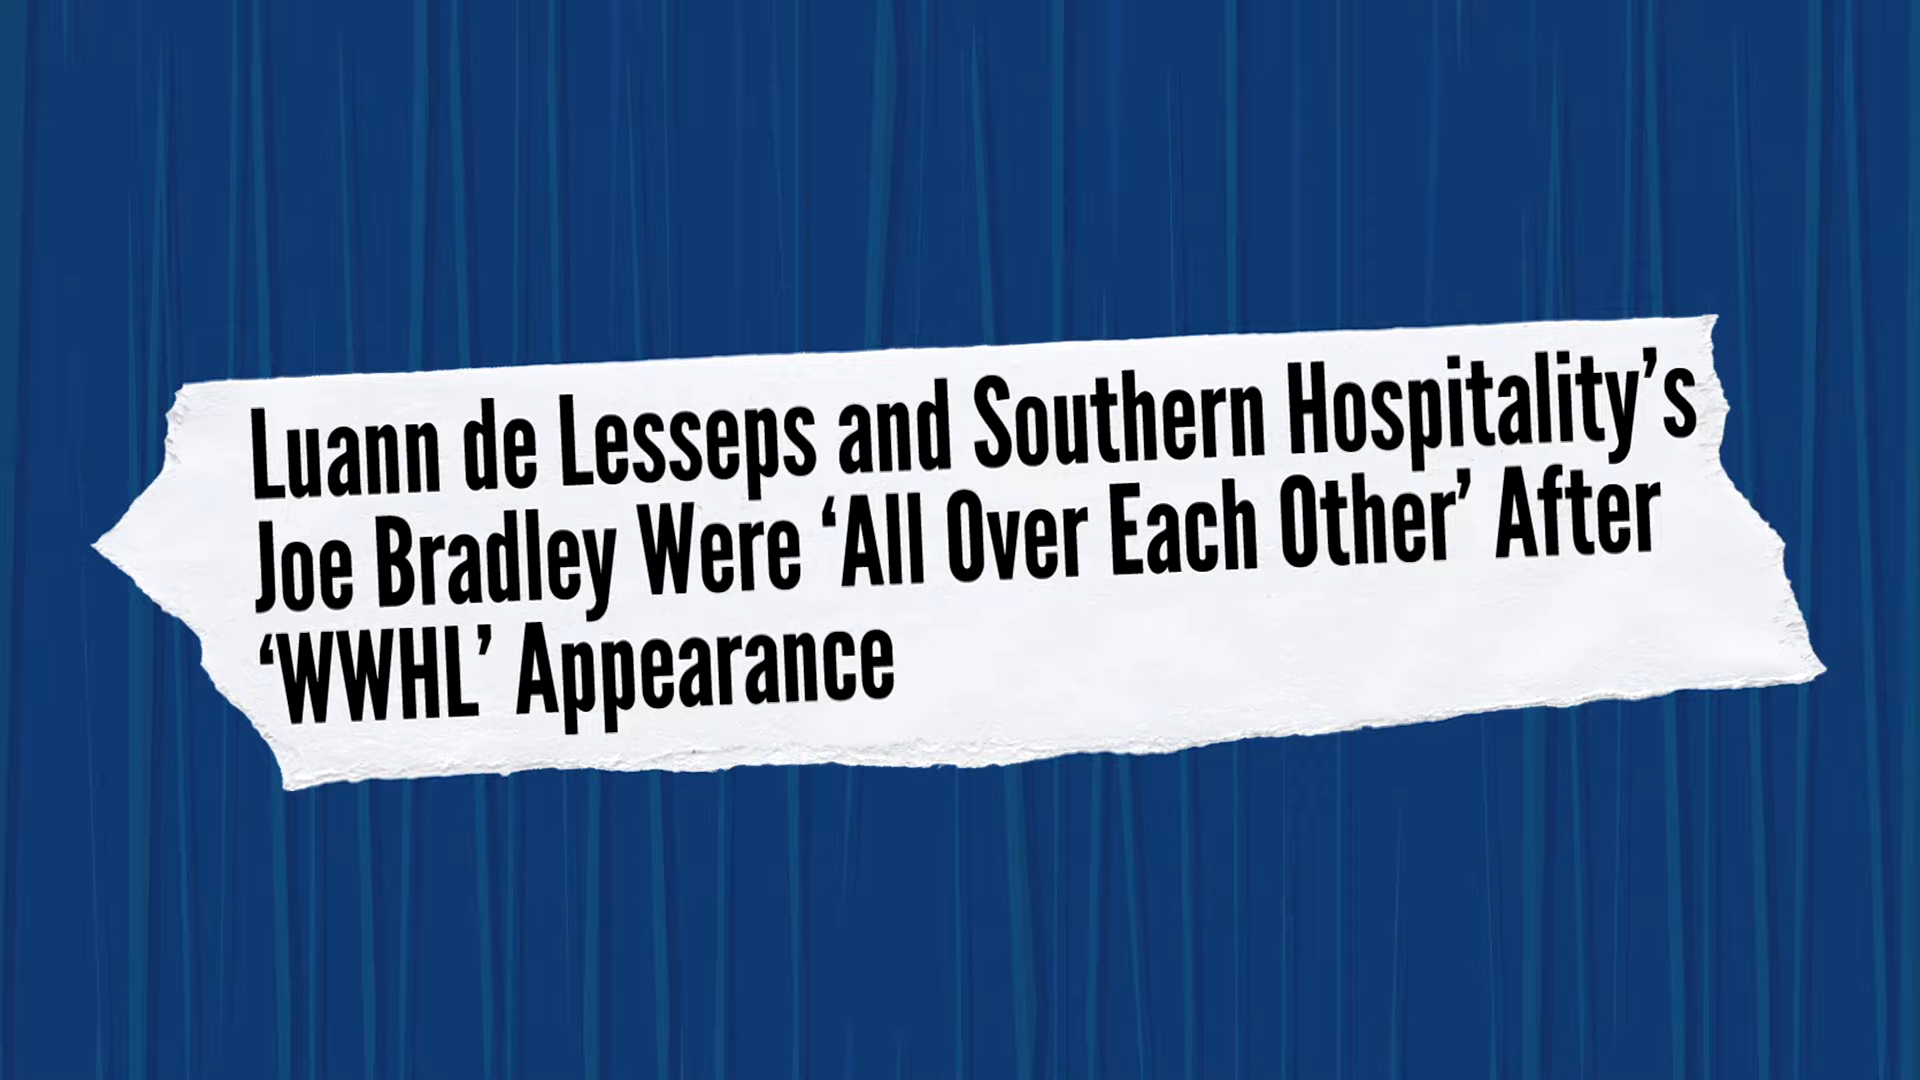 Luann de Lesseps and Southern Hospitality’s
Joe Bradley Were ‘All Over Each Other’ After
‘WWHL’ Appearance